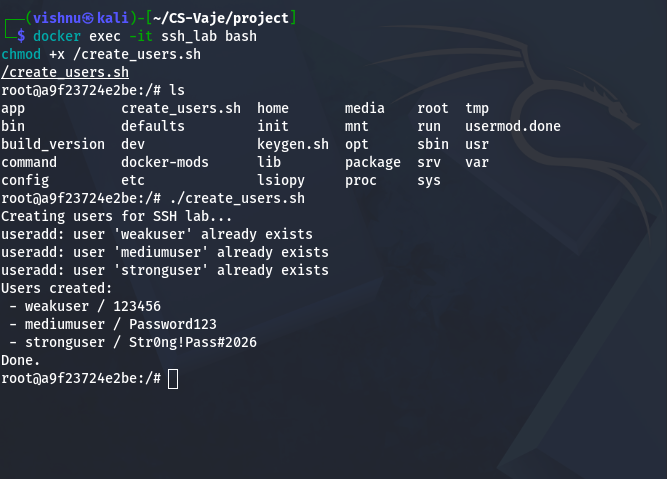 ┌──(vishnu㉿kali)-[~/CS-Vaje/project]
└─$ docker exec -it ssh_lab bash
chmod +x /create_users.sh
/create_users.sh
root@a9f23724e2be:/# ls
app            create_users.sh  home       media    root  tmp
bin            defaults         init       mnt      run   usermod.done
build_version  dev              keygen.sh  opt      sbin  usr
command        docker-mods      lib        package  srv   var
config         etc              lsiopy     proc     sys
root@a9f23724e2be:/# ./create_users.sh
Creating users for SSH lab...
useradd: user 'weakuser' already exists
useradd: user 'mediumuser' already exists
useradd: user 'stronguser' already exists
Users created:
 - weakuser / 123456
 - mediumuser / Password123
 - stronguser / Str0ng!Pass#2026
Done.
root@a9f23724e2be:/#